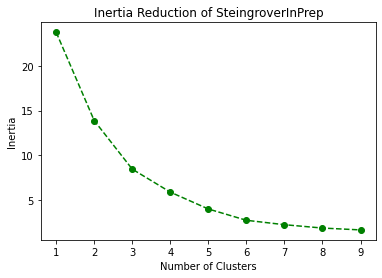 Inertia Reduction of SteingroverInPrep
Inertia
20
15
10
5
1 2 3 4 5 6 7 8 9
Number of Clusters